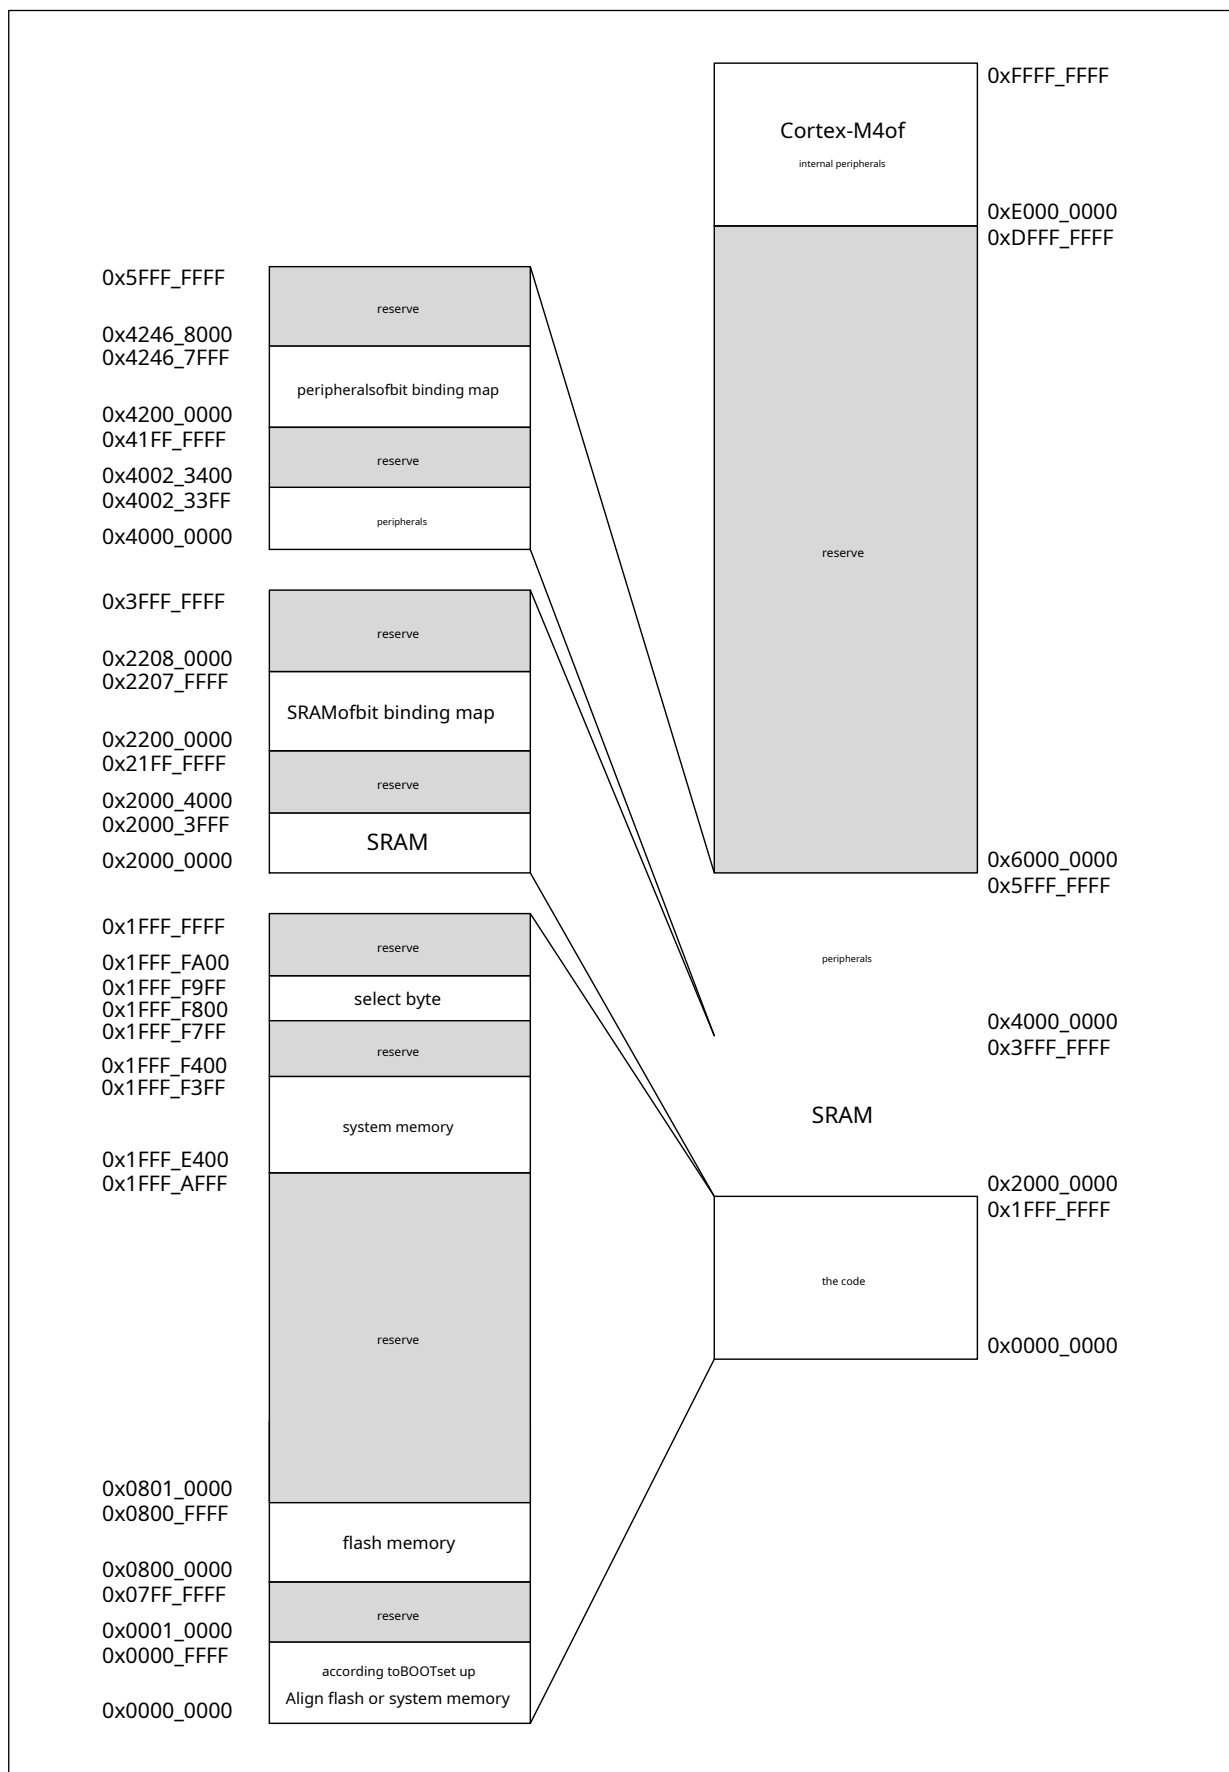 0xFFFF_FFFF
Cortex-M4of
internal peripherals
0xE000_0000
0xDFFF_FFFF
reserve
0x6000_0000
0x5FFF_FFFF
peripherals
0x4000_0000
0x3FFF_FFFF
SRAM
0x2000_0000
0x1FFF_FFFF
the code
0x0000_0000
0x5FFF_FFFF
reserve
0x4246_8000
0x4246_7FFF
peripheralsofbit binding map
0x4200_0000
0x41FF_FFFF
reserve
0x4002_3400
0x4002_33FF
peripherals
0x4000_0000
0x3FFF_FFFF
reserve
0x2208_0000
0x2207_FFFF
SRAMofbit binding map
0x2200_0000
0x21FF_FFFF
reserve
0x2000_4000
0x2000_3FFF
SRAM
0x2000_0000
0x1FFF_FFFF
reserve
0x1FFF_FA00
0x1FFF_F9FF
select byte
0x1FFF_F800
0x1FFF_F7FF
reserve
0x1FFF_F400
0x1FFF_F3FF
system memory
0x1FFF_E400
0x1FFF_AFFF
reserve
0x0801_0000
0x0800_FFFF
flash memory
0x0800_0000
0x07FF_FFFF
reserve
0x0001_0000
0x0000_FFFF
according toBOOTset up
Align flash or system memory
0x0000_0000